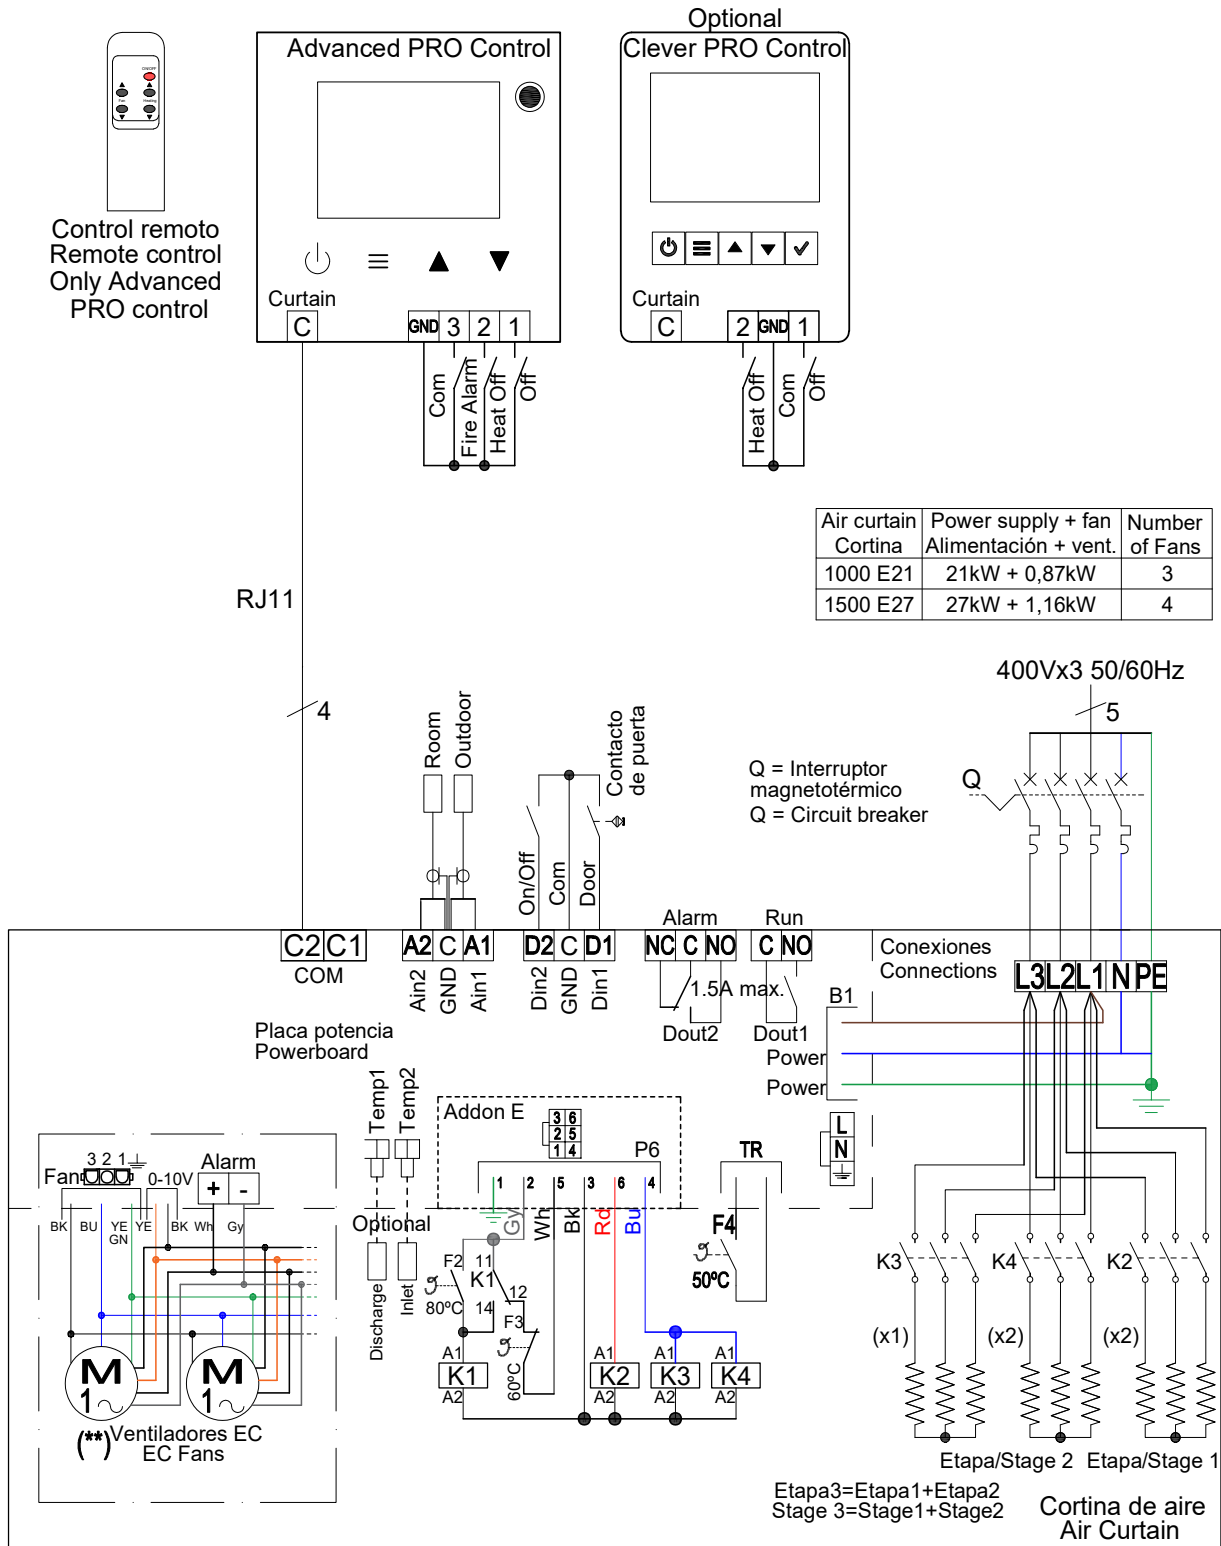 Optional
Advanced PRO Control
Clever PRO Control
ON/OFF
Fan
Heating
Control remoto
Remote control
Only Advanced
PRO control
Curtain
C
GND 3 2 1
Com
Fire Alarm
Heat Off
Off
Curtain
C
2 GND 1
Heat Off
Com
Off
Air curtain Power supply + fan Number
Cortina Alimentación + vent. of Fans
1000 E21 21kW + 0,87kW 3
1500 E27 27kW + 1,16kW 4
RJ11
4
400Vx3 50/60Hz
5
Room
Outdoor
Contacto
de puerta
Q = Interruptor
magnetotérmico
Q = Circuit breaker
Q
On/Off
Com
Door
Alarm
Run
C2 C1
COM
A2 C A1
Ain2
GND
Ain1
D2 C D1
Din2
GND
Din1
NC C NO
1.5A max.
Dout2
C NO
Dout1
Conexiones
Connections
L3 L2 L1 N PE
B1
Power
Power
Placa potencia
Powerboard
Temp1
Temp2
Optional
Discharge
Inlet
Addon E
3 6
2 5
1 4
P6
1 2 5 3 6 4
Gy
Wh
Bk
Rd
Bu
TR
F4
50ºC
L
N
Fan
3 2 1
0-10V
Alarm
+ -
BK BU YE
GN
YE BK Wh Gy
M
1
M
1
(**) Ventiladores EC
EC Fans
F2
80ºC
11
K1
12
14
F3
60ºC
A1
K1
A2
A1
K2
A2
A1
K3
A2
A1
K4
A2
K3
K4
K2
(x1)
(x2)
(x2)
Etapa/Stage 2
Etapa/Stage 1
Etapa3=Etapa1+Etapa2
Stage 3=Stage1+Stage2
Cortina de aire
Air Curtain